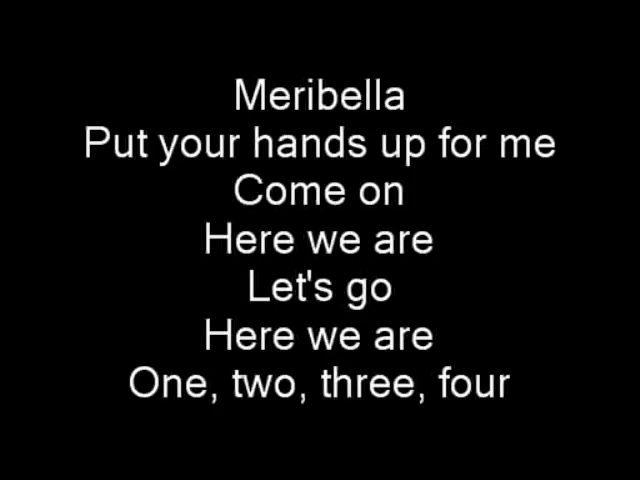 Meribella
Put your hands up for me
Come on
Here we are
Let's go
Here we are
One, two, three, four